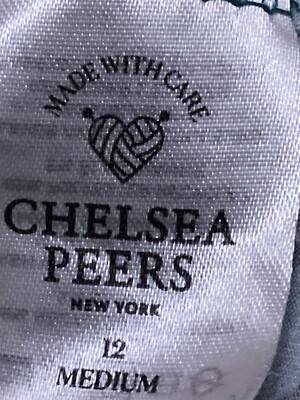 MADE WITH CARE
CHELSEA
PEERS
NEW YORK
12
MEDIUM